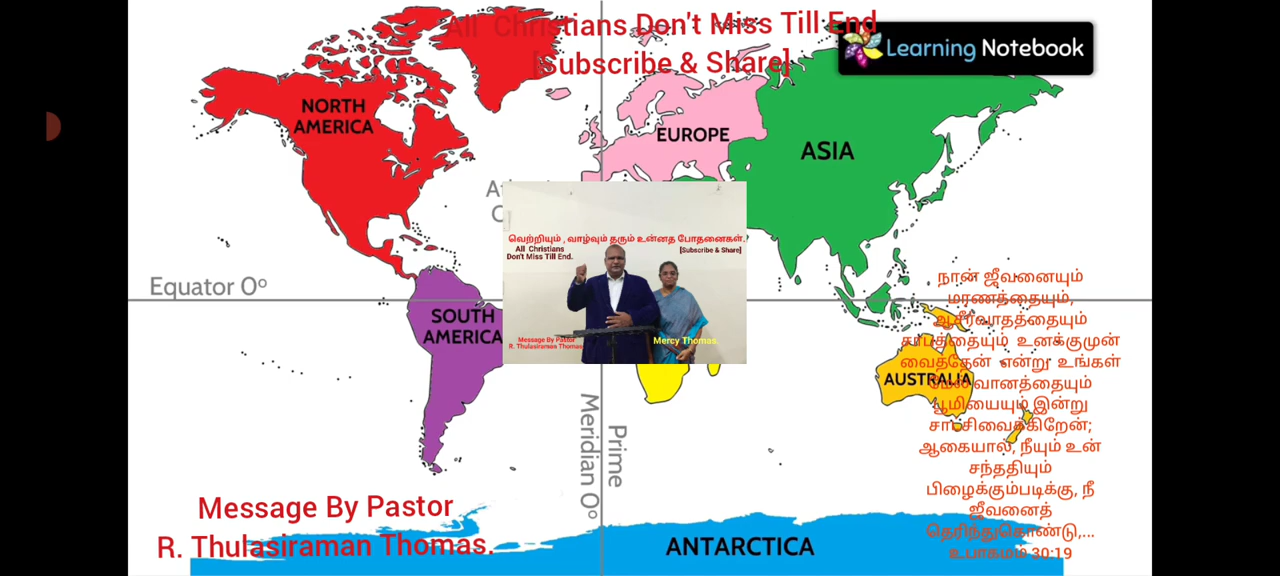 All Christians Don't Miss Till End
[Subscribe & Share]
Learning Notebook
NORTH
AMERICA
EUROPE
ASIA
வெற்றியும் , வாழ்வும் தரும் உன்னத போதனைகள்.
All Christians
Don't Miss Till End.
[Subscribe & Share]
Equator 0º
SOUTH
AMERICA
Message By Pastor
R. Thulasiraman Thomas.
Mercy Thomas.
நான் ஜீவனையும்
மரணத்தையும்,
ஆசீர்வாதத்தையும்
சாபத்தையும் உனக்குமுன்
வைத்தேன் என்று உங்கள்
AUSTRALIA
மேல் வானத்தையும்
பூமியையும் இன்று
சாட்சிவைக்கிறேன்;
ஆகையால், நீயும் உன்
சந்ததியும்
பிழைக்கும்படிக்கு, நீ
ஜீவனைத்
தெரிந்துகொண்டு,...
உபாகமம் 30:19
Prime
Meridian 0º
Message By Pastor
R. Thulasiraman Thomas.
ANTARCTICA